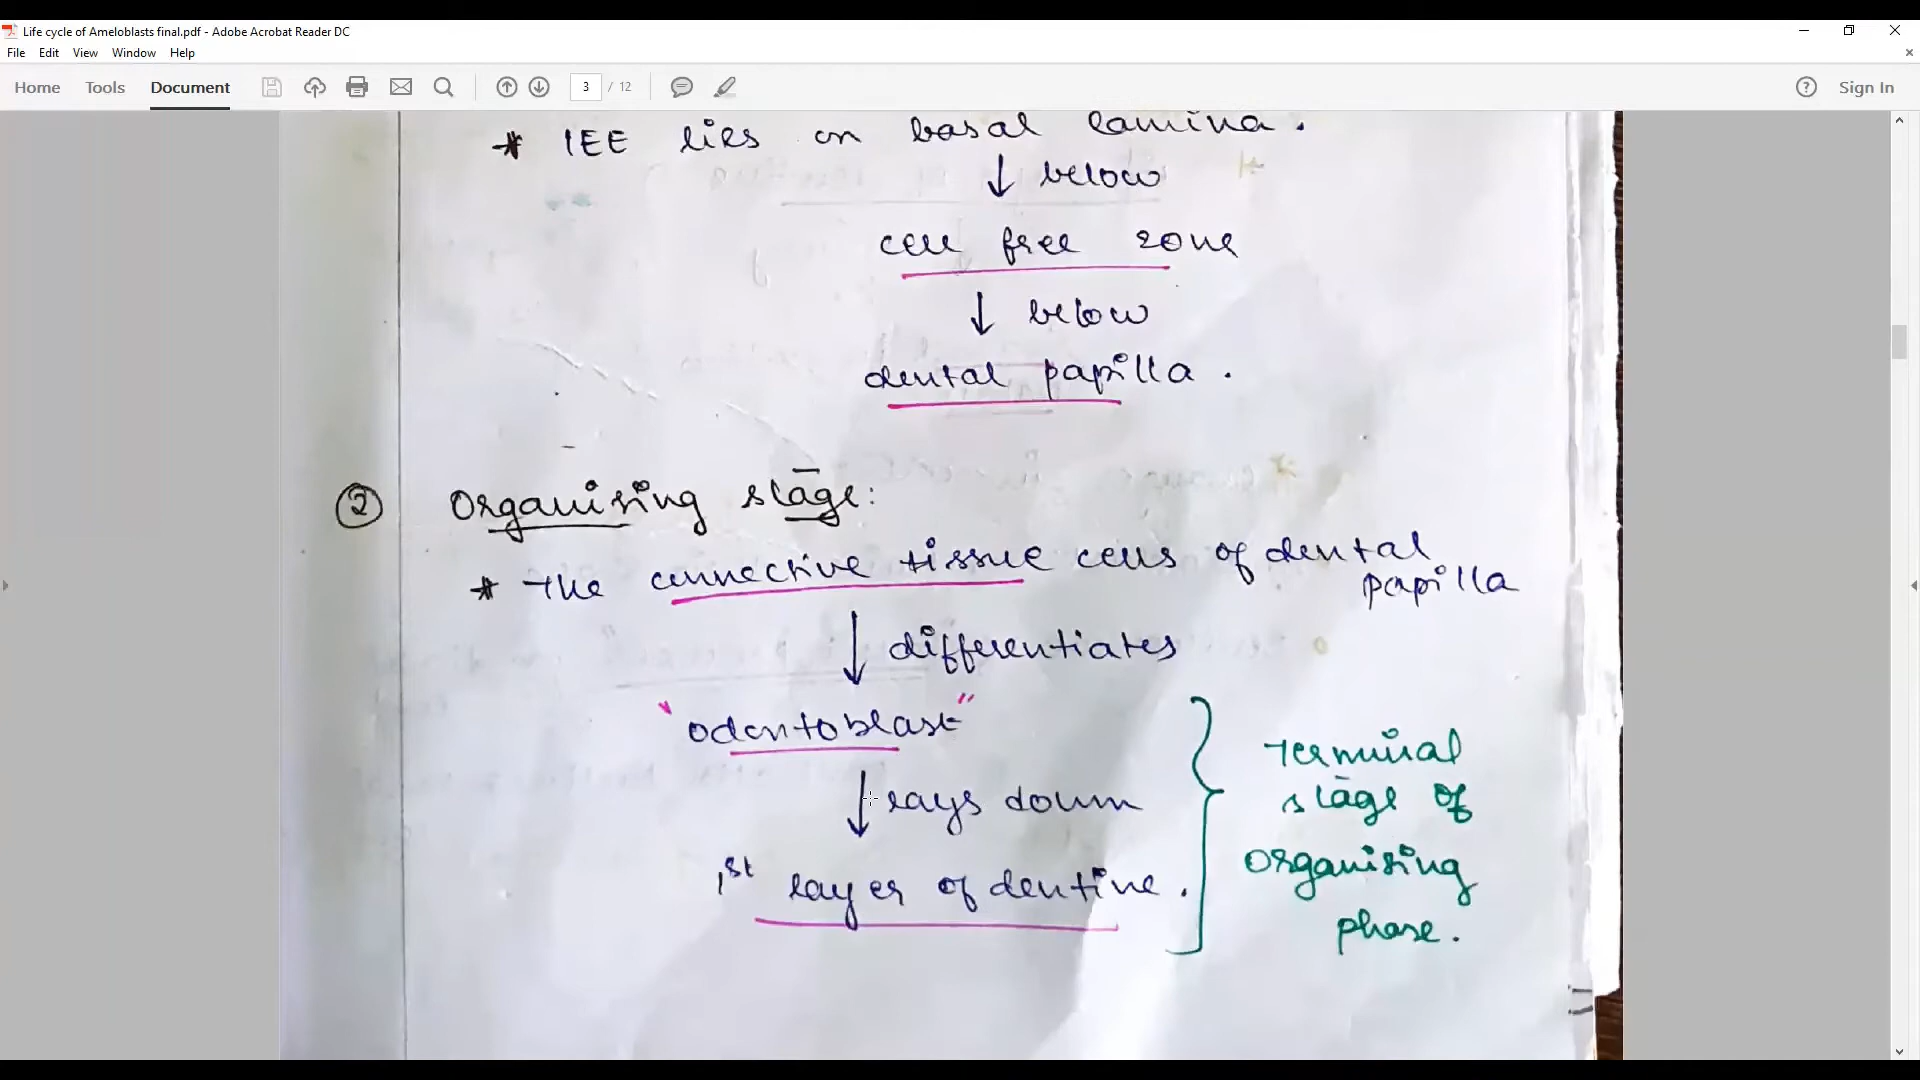 Life cycle of Ameloblasts final.pdf - Adobe Acrobat Reader DC
File Edit View Window Help
Home Tools Document 3 / 12 Sign In
* IEE lies on basal lamina.
↓ below
cell free zone
↓ below
dental papilla.
② Organising stage:
* The connective tissue cells of dental papilla
↓ differentiates
"odontoblast"
↓ lays down
1st layer of dentine.
terminal
stage of
organising
phase.